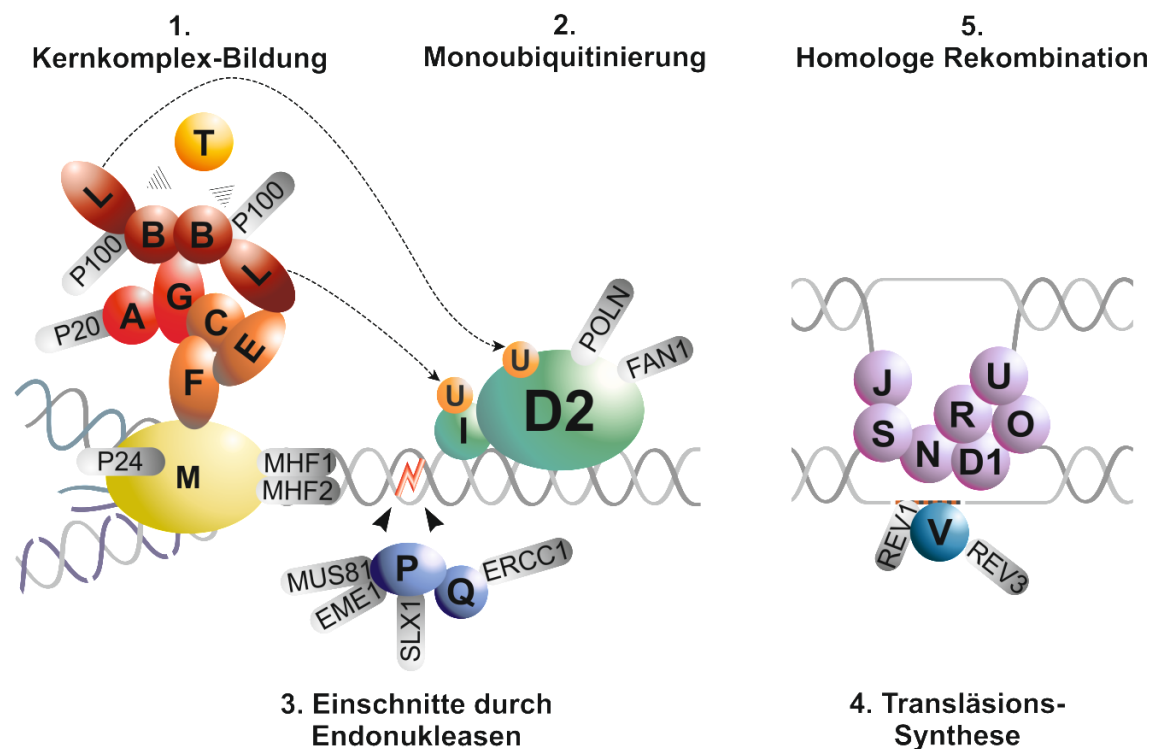 1.
Kernkomplex-Bildung
2.
Monoubiquitinierung
5.
Homologe Rekombination
T
L
P100
B
B
P100
L
G
P20
A
C
E
F
P24
M
MHF1
MHF2
U
I
U
D2
POLN
FAN1
MUS81
EME1
P
SLX1
Q
ERCC1
J
S
N
R
U
D1
O
REV1
V
REV3
3. Einschnitte durch
Endonukleasen
4. Transläsions-
Synthese